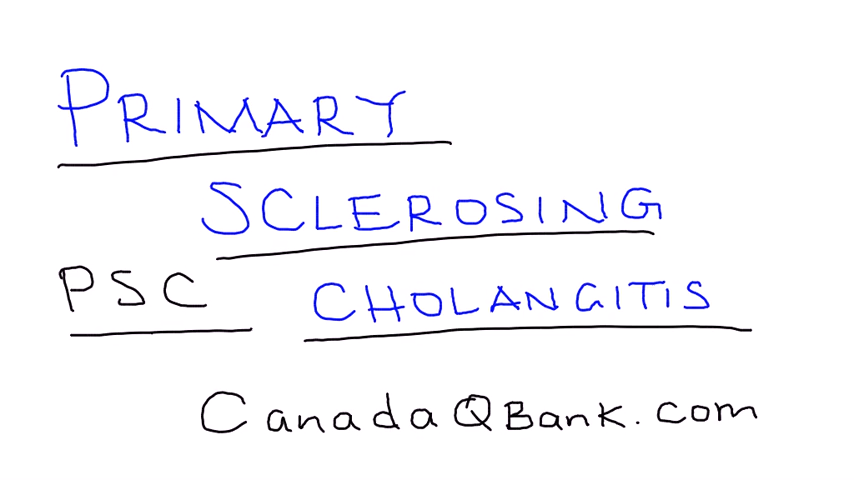 PRIMARY
SCLEROSING
PSC CHOLANGITIS
CanadaQBank.com